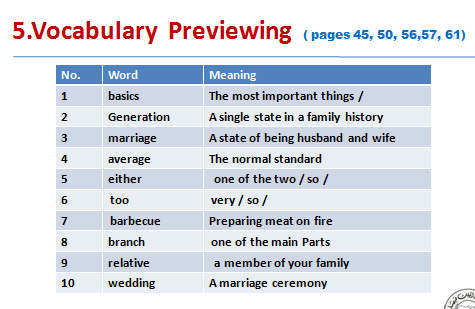 5.Vocabulary Previewing ( pages 45, 50, 56,57, 61)
No. Word Meaning
1 basics The most important things /
2 Generation A single state in a family history
3 marriage A state of being husband and wife
4 average The normal standard
5 either one of the two / so /
6 too very / so /
7 barbecue Preparing meat on fire
8 branch one of the main Parts
9 relative a member of your family
10 wedding A marriage ceremony